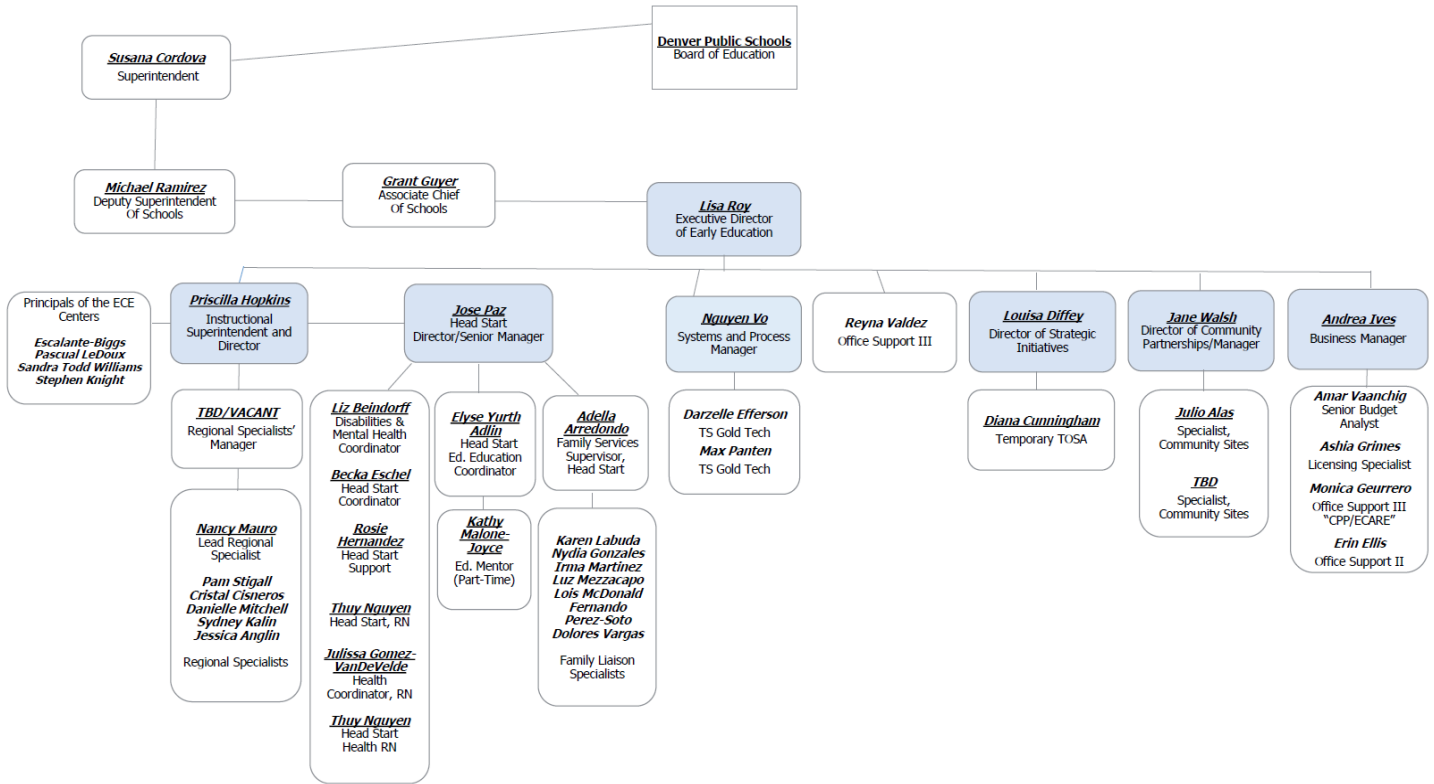 Denver Public Schools
Board of Education
Susana Cordova
Superintendent
Michael Ramirez
Deputy Superintendent
Of Schools
Grant Guyer
Associate Chief
Of Schools
Lisa Roy
Executive Director
of Early Education
Principals of the ECE
Centers
Escalante-Biggs
Pascual LeDoux
Sandra Todd Williams
Stephen Knight
Priscilla Hopkins
Instructional
Superintendent and
Director
Jose Paz
Head Start
Director/Senior Manager
Nguyen Vo
Systems and Process
Manager
Reyna Valdez
Office Support III
Louisa Diffey
Director of Strategic
Initiatives
Jane Walsh
Director of Community
Partnerships/Manager
Andrea Ives
Business Manager
TBD/VACANT
Regional Specialists'
Manager
Nancy Mauro
Lead Regional
Specialist
Pam Stigall
Cristal Cisneros
Danielle Mitchell
Sydney Kalin
Jessica Anglin
Regional Specialists
Liz Beindorff
Disabilities &
Mental Health
Coordinator
Becka Eschel
Head Start
Coordinator
Rosie
Hernandez
Head Start
Support
Thuy Nguyen
Head Start, RN
Julissa Gomez-
VanDeVelde
Health
Coordinator, RN
Thuy Nguyen
Head Start
Health RN
Elyse Yurth
Adlin
Head Start
Ed. Education
Coordinator
Kathy
Malone-
Joyce
Ed. Mentor
(Part-Time)
Adella
Arredondo
Family Services
Supervisor,
Head Start
Karen Labuda
Nydia Gonzales
Irma Martinez
Luz Mezzacapo
Lois McDonald
Fernando
Perez-Soto
Dolores Vargas
Family Liaison
Specialists
Darzelle Efferson
TS Gold Tech
Max Panten
TS Gold Tech
Diana Cunningham
Temporary TOSA
Julio Alas
Specialist,
Community Sites
TBD
Specialist,
Community Sites
Amar Vaanchig
Senior Budget
Analyst
Ashia Grimes
Licensing Specialist
Monica Geurrero
Office Support III
"CPP/ECARE"
Erin Ellis
Office Support II